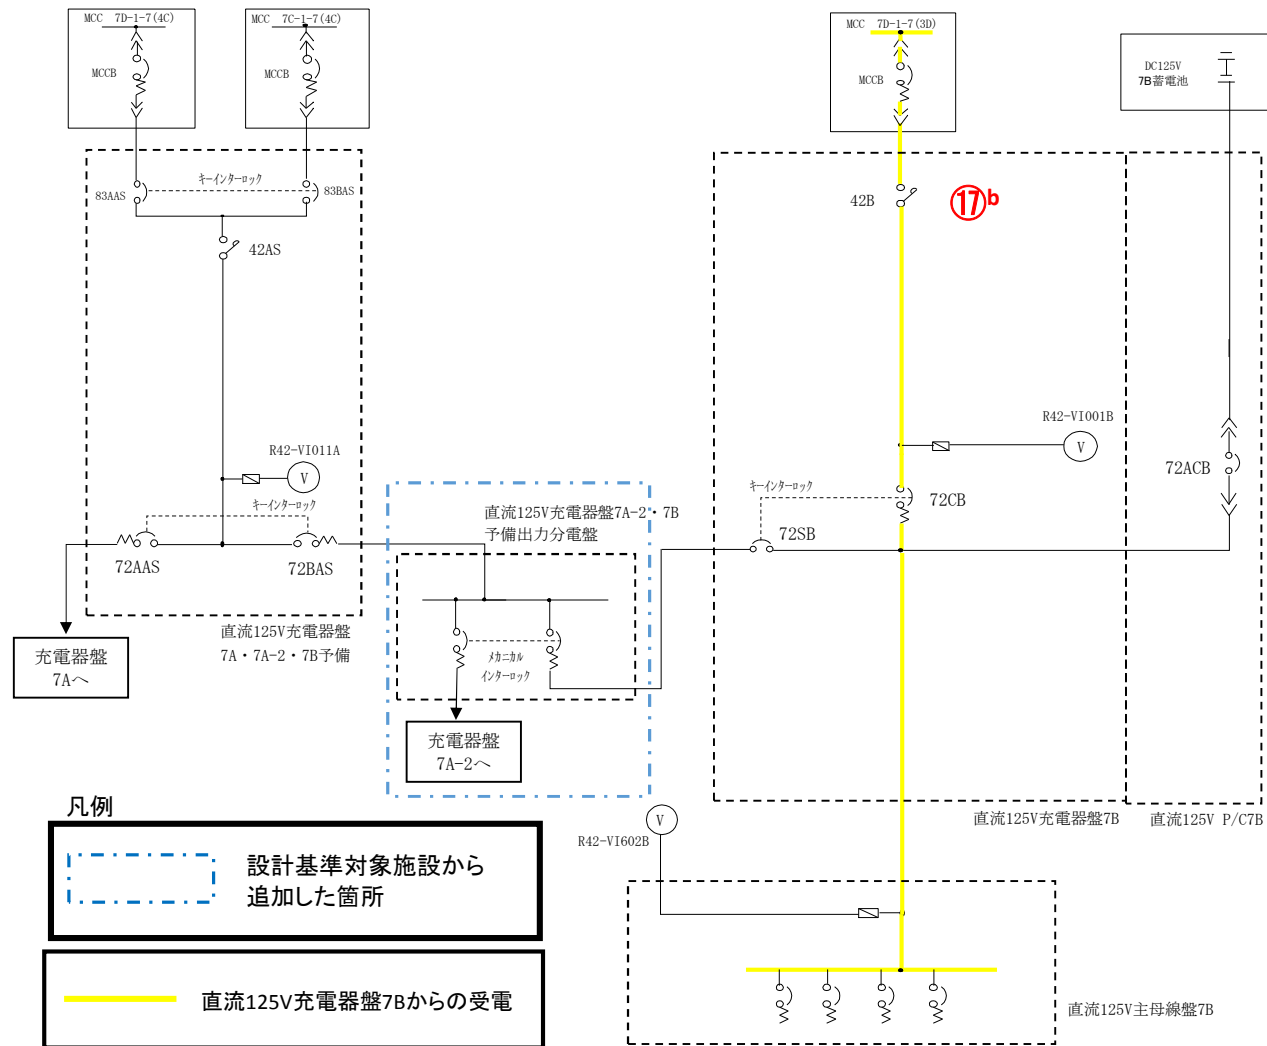 MCC 7D-1-7(4C)
MCCB
MCC 7C-1-7(4C)
MCCB
MCC 7D-1-7(3D)
MCCB
DC125V
7B蓄電池
83AAS
キーインターロック
83BAS
42AS
42B
⑰b
R42-VI011A
V
キーインターロック
72AAS
72BAS
直流125V充電器盤
7A・7A-2・7B予備
充電器盤
7Aへ
直流125V充電器盤7A-2・7B
予備出力分電盤
メカニカル
インターロック
充電器盤
7A-2へ
R42-VI001B
V
キーインターロック
72CB
72SB
72ACB
直流125V充電器盤7B
直流125V P/C7B
V
R42-VI602B
直流125V主母線盤7B
凡例
設計基準対象施設から
追加した箇所
直流125V充電器盤7Bからの受電